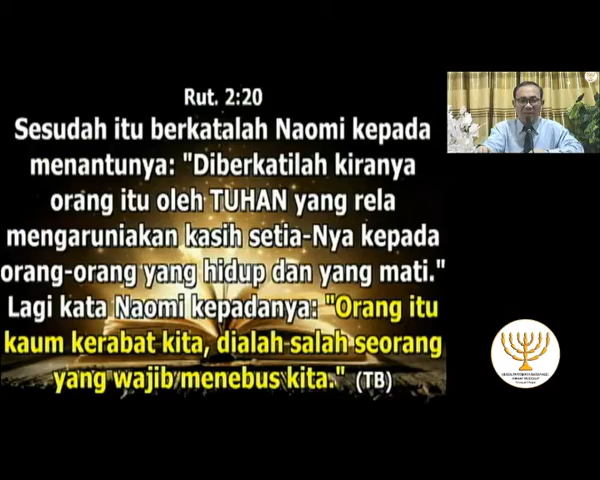 Rut. 2:20
Sesudah itu berkatalah Naomi kepada
menantunya: "Diberkatilah kiranya
orang itu oleh TUHAN yang rela
mengaruniakan kasih setia-Nya kepada
orang-orang yang hidup dan yang mati."
Lagi kata Naomi kepadanya: "Orang itu
kaum kerabat kita, dialah salah seorang
yang wajib menebus kita." (TB)